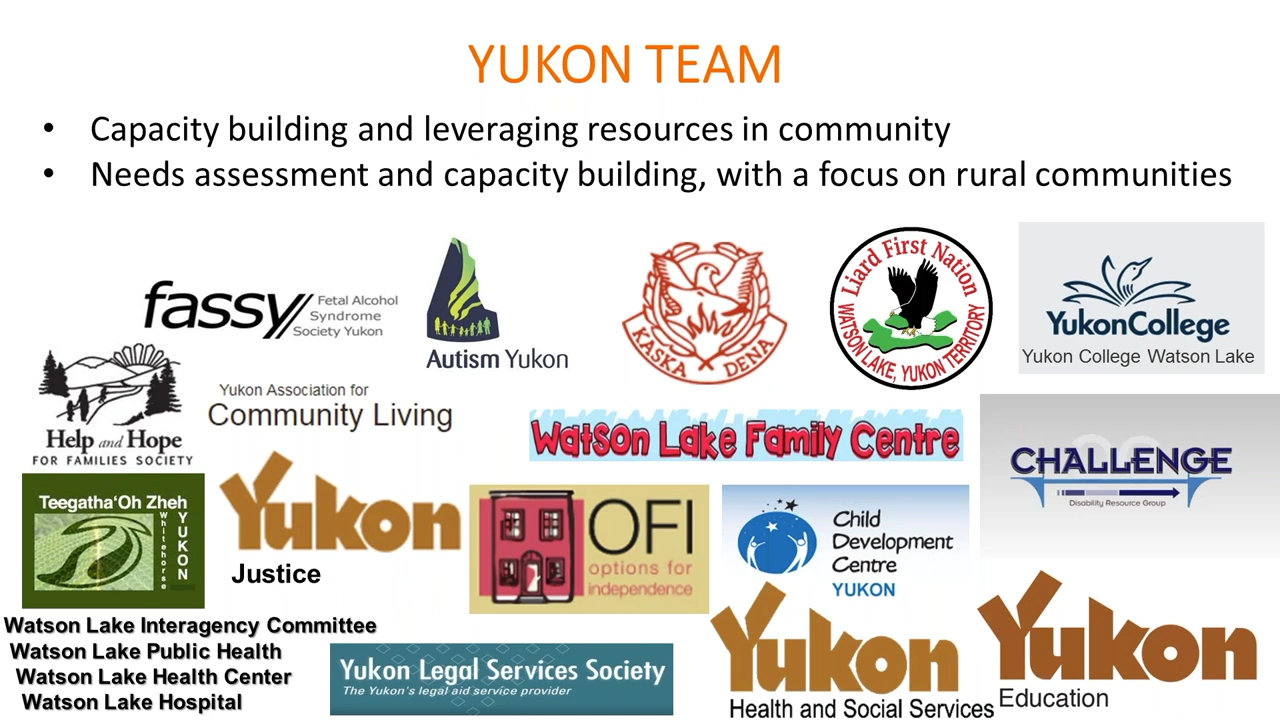 YUKON TEAM
• Capacity building and leveraging resources in community
• Needs assessment and capacity building, with a focus on rural communities
fassy
Fetal Alcohol
Syndrome
Society Yukon
Autism Yukon
KASKA DENA
Liard First Nation
WATSON LAKE, YUKON TERRITORY
YukonCollege
Yukon College Watson Lake
Help and Hope
FOR FAMILIES SOCIETY
Yukon Association for
Community Living
Watson Lake Family Centre
CHALLENGE
Disability Resource Group
Teegatha‘Oh Zheh
Whitehorse
YUKON
Yukon
Justice
OFI
options for
independence
Child
Development
Centre
YUKON
Watson Lake Interagency Committee
Watson Lake Public Health
Watson Lake Health Center
Watson Lake Hospital
Yukon Legal Services Society
The Yukon's legal aid service provider
Yukon
Health and Social Services
Yukon
Education